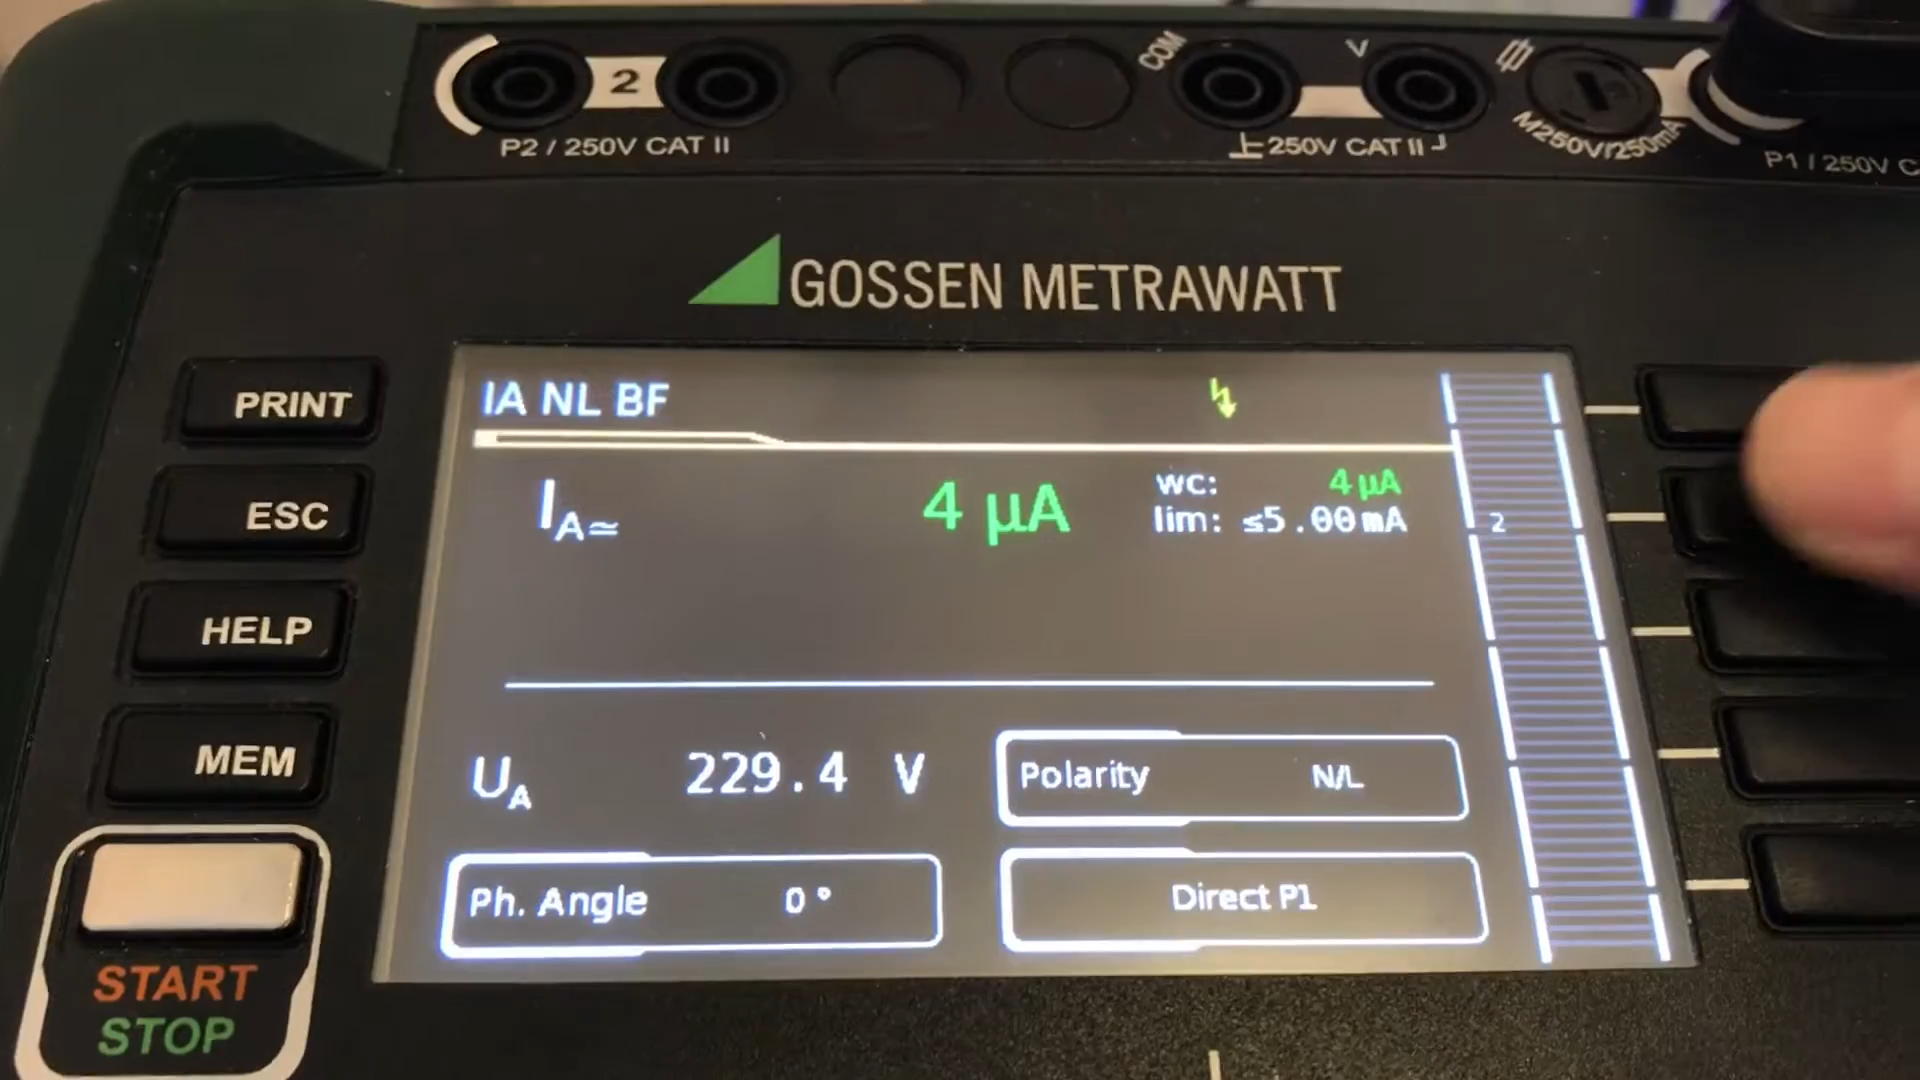 2
COM
V
P2 / 250V CAT II
250V CAT II
M250V/250mA
P1 / 250V C
GOSSEN METRAWATT
PRINT
ESC
HELP
MEM
START
STOP
IA NL BF
IA≂ 4 µA
wc: 4 µA
lim: ≤5.00 mA
2
UA 229.4 V
Polarity N/L
Ph. Angle 0 °
Direct P1